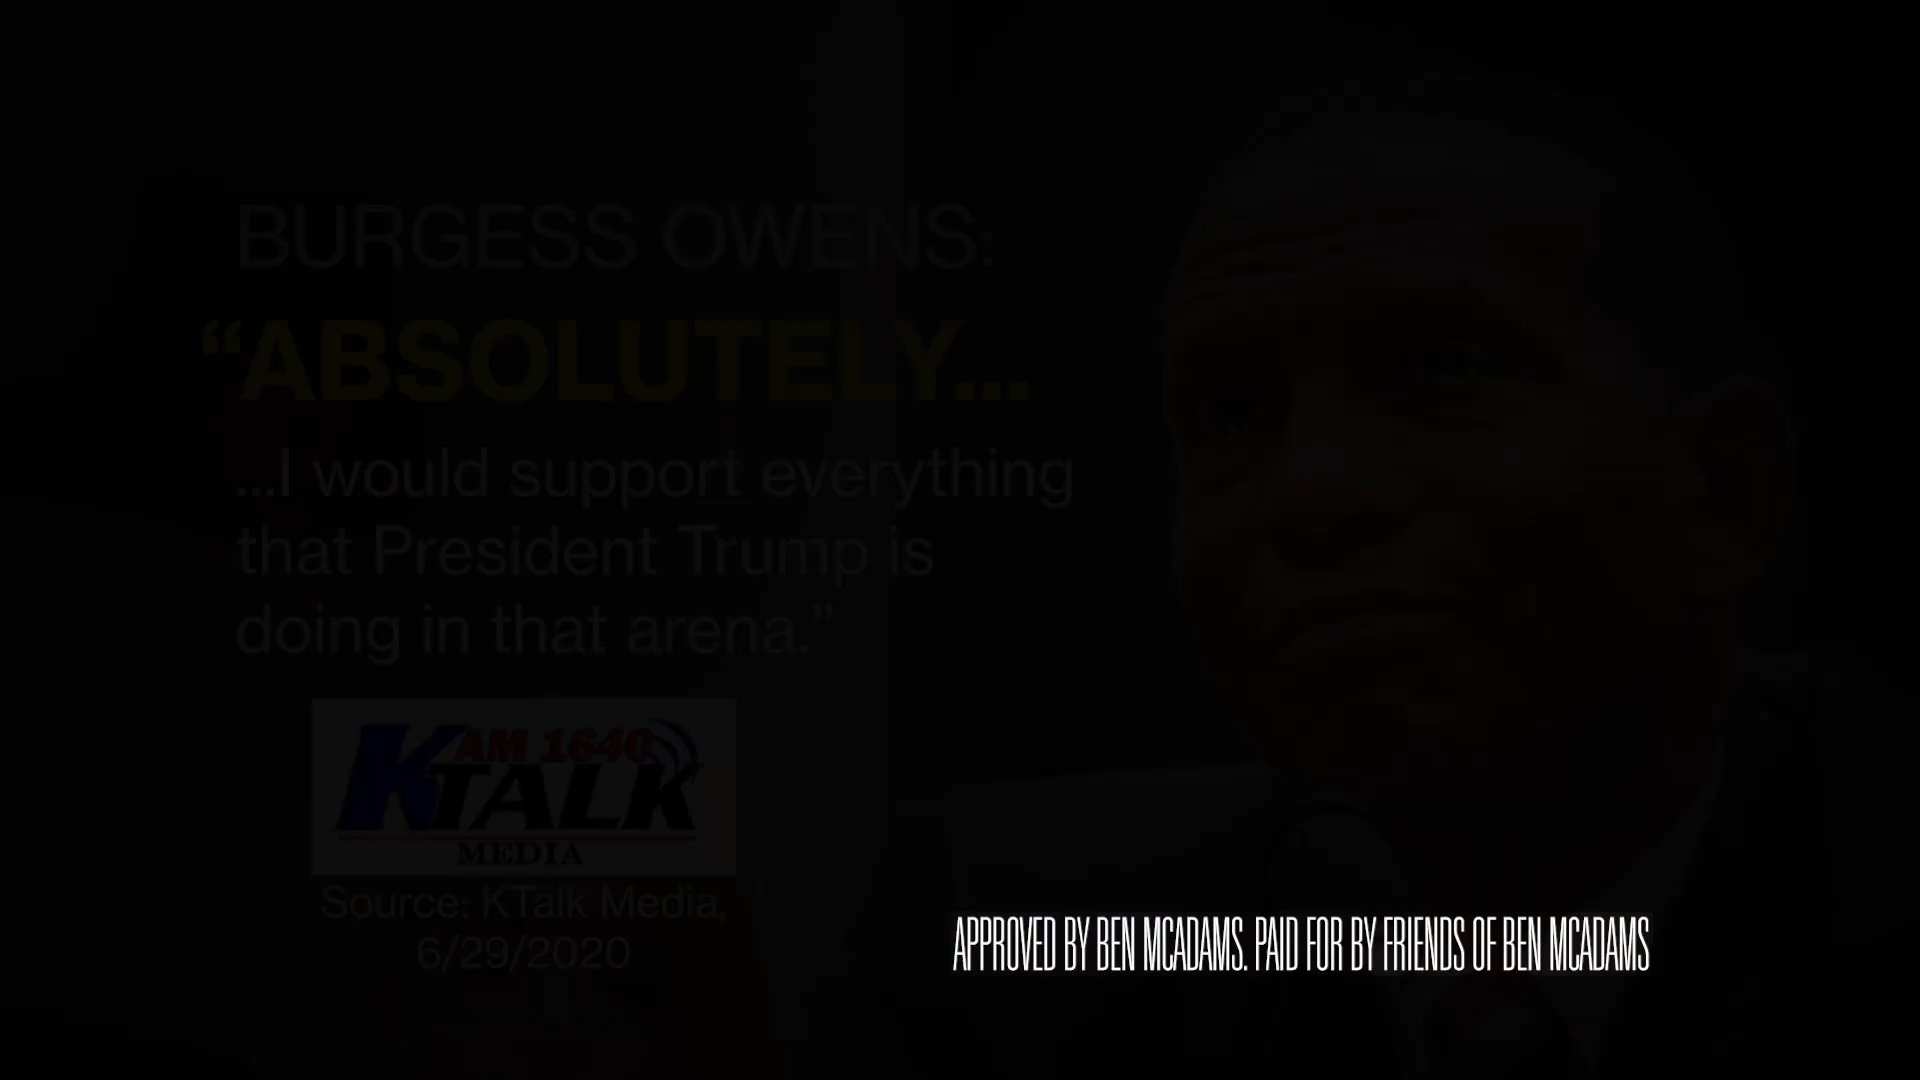 BURGESS OWENS:
“ABSOLUTELY...
...I would support everything
that President Trump is
doing in that arena.”
AM 1640
KTALK
MEDIA
Source: KTalk Media,
6/29/2020
APPROVED BY BEN MCADAMS. PAID FOR BY FRIENDS OF BEN MCADAMS